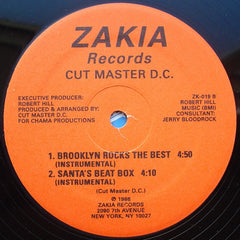 ZAKIA
Records
CUT MASTER D.C.
EXECUTIVE PRODUCER:
ROBERT HILL
PRODUCED & ARRANGED BY:
CUT MASTER D.C.
FOR CHAMA PRODUCTIONS
ZK-019 B
ROBERT HILL
MUSIC (BMI)
CONSULTANT:
JERRY BLOODROCK
1. BROOKLYN ROCKS THE BEST 4:50
(INSTRUMENTAL)
2. SANTA'S BEAT BOX 4:10
(INSTRUMENTAL)
(Cut Master D.C.)
© 1986
ZAKIA RECORDS
2090 7th AVENUE
NEW YORK, NY 10027